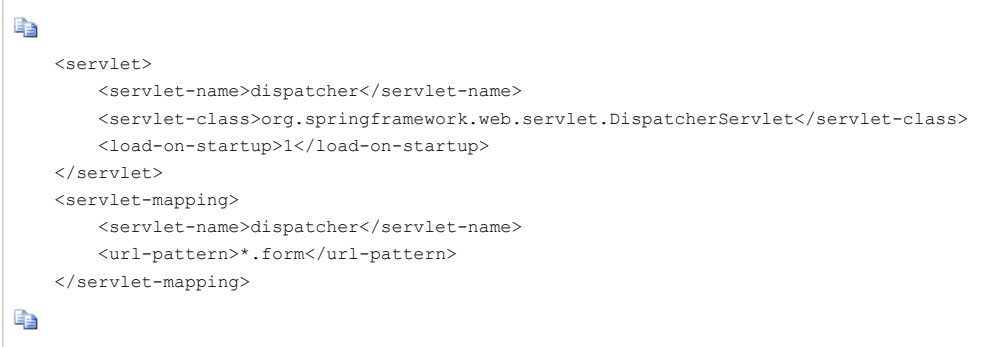 <servlet>
    <servlet-name>dispatcher</servlet-name>
    <servlet-class>org.springframework.web.servlet.DispatcherServlet</servlet-class>
    <load-on-startup>1</load-on-startup>
</servlet>
<servlet-mapping>
    <servlet-name>dispatcher</servlet-name>
    <url-pattern>*.form</url-pattern>
</servlet-mapping>